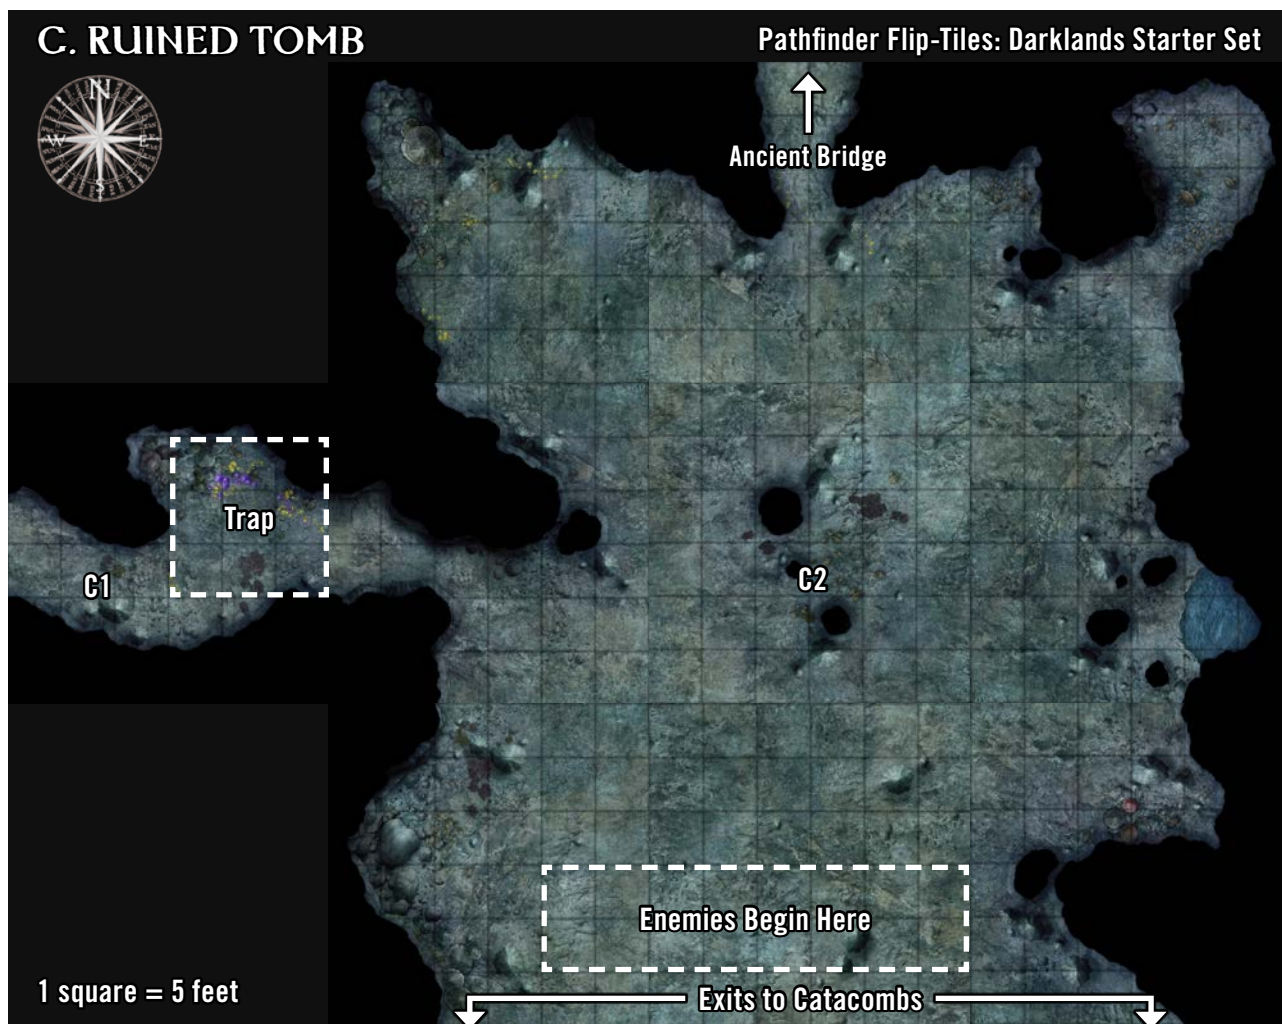 C. RUINED TOMB
Pathfinder Flip-Tiles: Darklands Starter Set
N
W E
S
Ancient Bridge
Trap
C1
C2
Enemies Begin Here
1 square = 5 feet
Exits to Catacombs